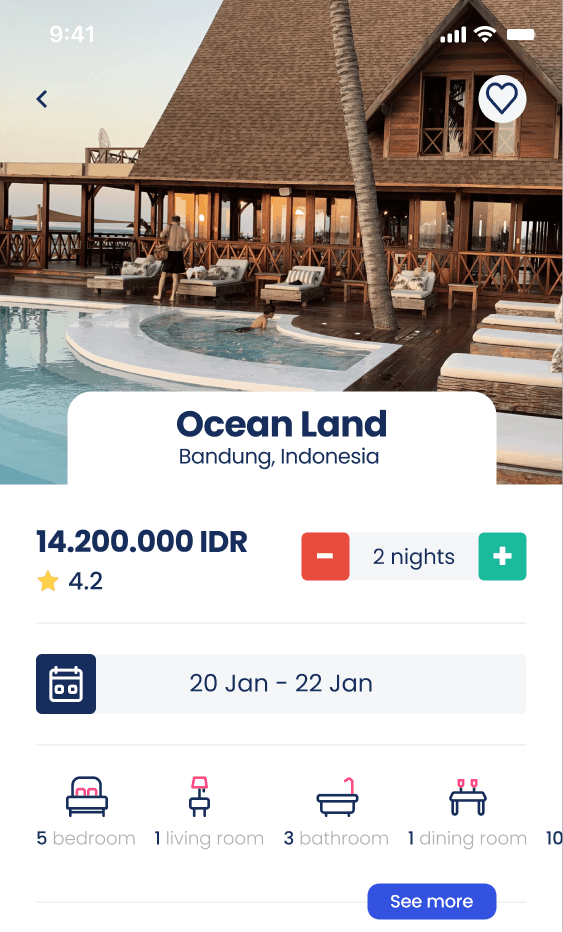 9:41
Ocean Land
Bandung, Indonesia
14.200.000 IDR
2 nights
4.2
20 Jan - 22 Jan
5 bedroom 1 living room 3 bathroom 1 dining room 10
See more